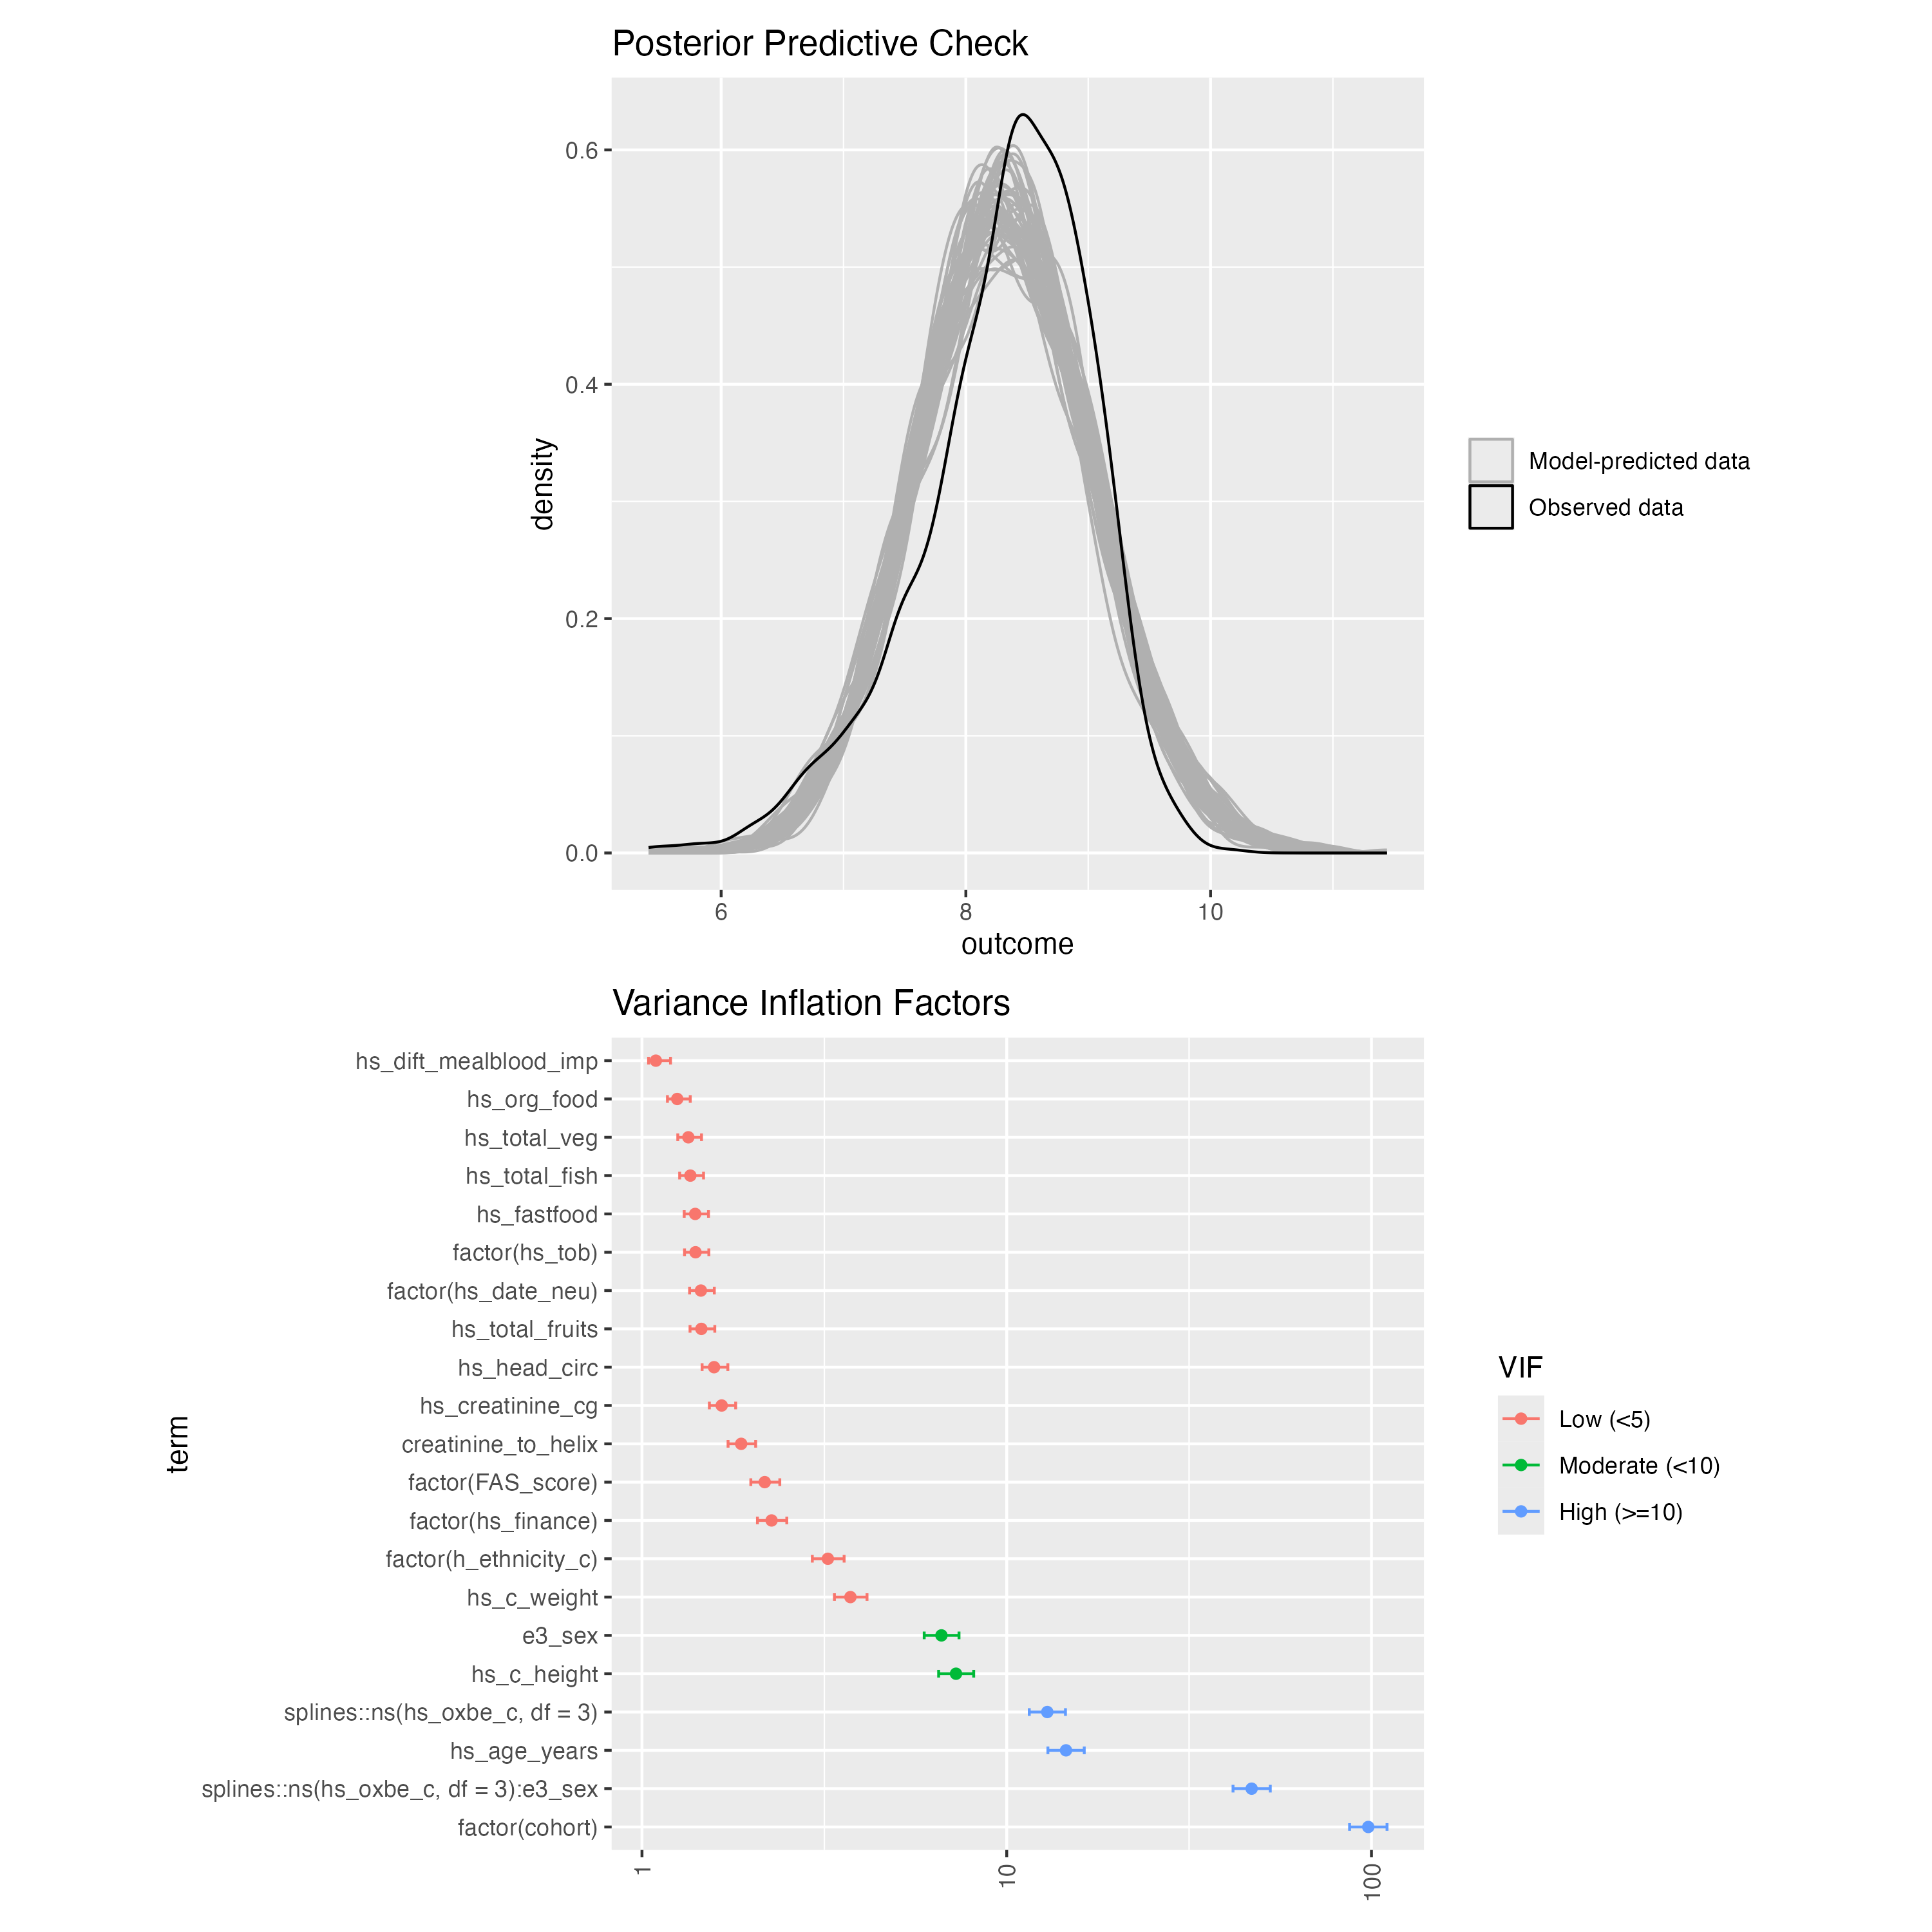 Posterior Predictive Check
density
0.6
0.4
0.2
0.0
6 8 10
outcome
Model-predicted data
Observed data
Variance Inflation Factors
term
hs_dift_mealblood_imp
hs_org_food
hs_total_veg
hs_total_fish
hs_fastfood
factor(hs_tob)
factor(hs_date_neu)
hs_total_fruits
hs_head_circ
hs_creatinine_cg
creatinine_to_helix
factor(FAS_score)
factor(hs_finance)
factor(h_ethnicity_c)
hs_c_weight
e3_sex
hs_c_height
splines::ns(hs_oxbe_c, df = 3)
hs_age_years
splines::ns(hs_oxbe_c, df = 3):e3_sex
factor(cohort)
1 10 100
VIF
Low (<5)
Moderate (<10)
High (>=10)